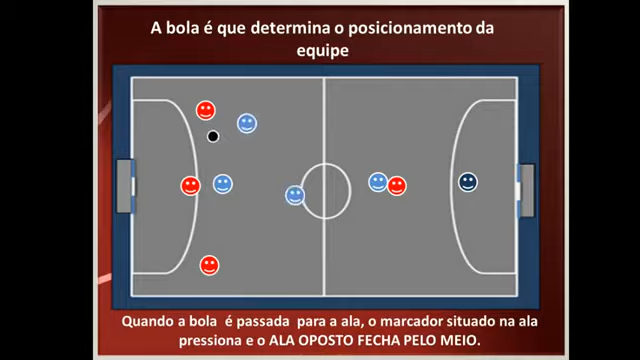 A bola é que determina o posicionamento da
equipe
Quando a bola é passada para a ala, o marcador situado na ala
pressiona e o ALA OPOSTO FECHA PELO MEIO.